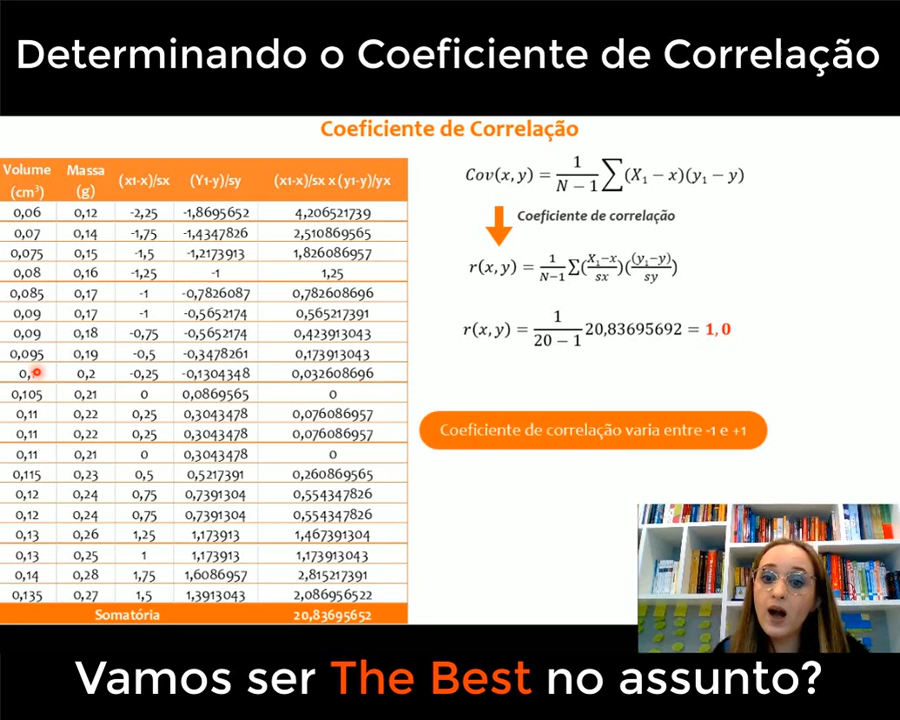 Determinando o Coeficiente de Correlação
Coeficiente de Correlação
Volume (cm³) Massa (g) (x1-x)/sx (Y1-y)/sy (x1-x)/sx x (y1-y)/yx
0,06 0,12 -2,25 -1,8695652 4,206521739
0,07 0,14 -1,75 -1,4347826 2,510869565
0,075 0,15 -1,5 -1,2173913 1,826086957
0,08 0,16 -1,25 -1 1,25
0,085 0,17 -1 -0,7826087 0,782608696
0,09 0,17 -1 -0,5652174 0,565217391
0,09 0,18 -0,75 -0,5652174 0,423913043
0,095 0,19 -0,5 -0,3478261 0,173913043
0,2 -0,25 -0,1304348 0,032608696
0,105 0,21 0 0,0869565 0
0,11 0,22 0,25 0,3043478 0,076086957
0,11 0,22 0,25 0,3043478 0,076086957
0,11 0,21 0 0,3043478 0
0,115 0,23 0,5 0,5217391 0,260869565
0,12 0,24 0,75 0,7391304 0,554347826
0,12 0,24 0,75 0,7391304 0,554347826
0,13 0,26 1,25 1,173913 1,467391304
0,13 0,25 1 1,173913 1,173913043
0,14 0,28 1,75 1,6086957 2,815217391
0,135 0,27 1,5 1,3913043 2,086956522
Somatória 20,83695652
Cov(x, y) = 1/(N − 1) ∑(X₁ − x)(y₁ − y)
Coeficiente de correlação
r(x, y) = 1/(N−1) ∑((X₁−x)/sx)((y₁−y)/sy)
r(x, y) = 1/(20 − 1) 20,83695692 = 1,0
Coeficiente de correlação varia entre -1 e +1
Vamos ser The Best no assunto?